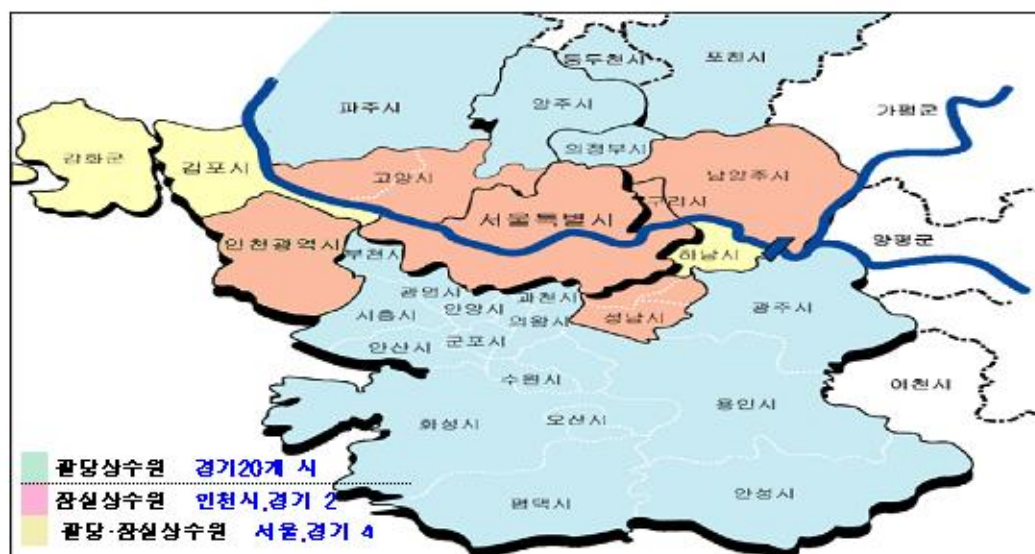 동두천시
포천시
파주시
양주시
가평군
강화군
김포시
의정부시
고양시
남양주시
구리시
서울특별시
인천광역시
부천시
하남시
양평군
광명시
과천시
안양시
시흥시
의왕시
성남시
광주시
안산시
군포시
수원시
여천시
용인시
화성시
오산시
평택시
안성시
팔당상수원 경기20개 시
잠실상수원 인천시,경기 2
팔당·잠실상수원 서울,경기 4